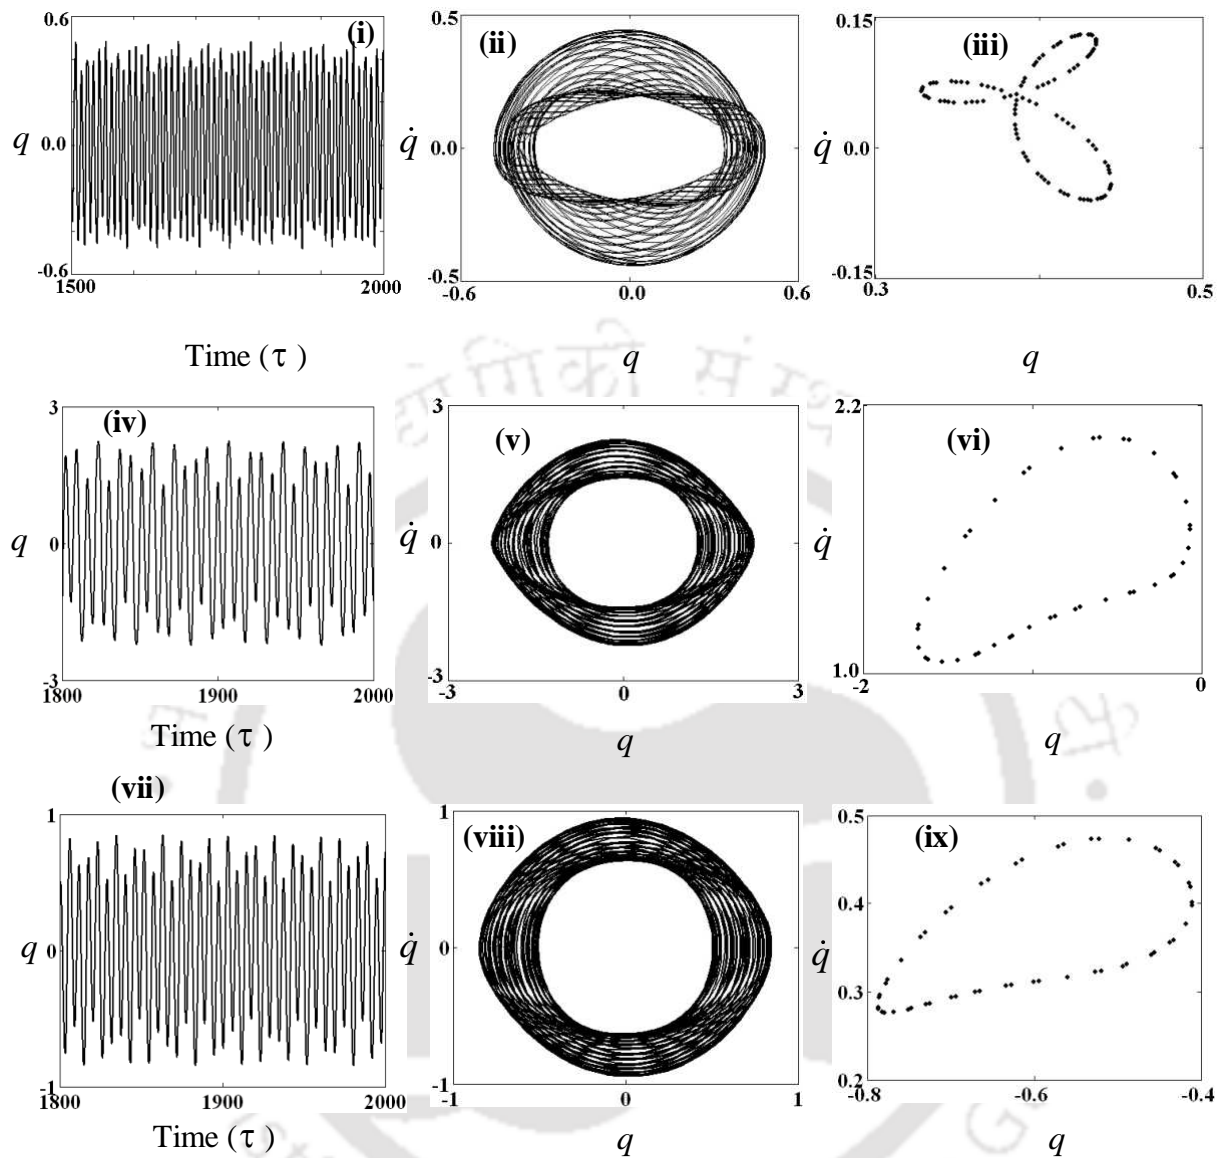 0.6 (i) 0.5 (ii) 0.15 (iii)
q 0.0 q̇ 0 q̇ 0.0
-0.6 -0.5 -0.15
1500 2000 -0.6 0.0 0.6 0.3 0.5
Time (τ) q q
3 (iv) 3 (v) 2.2 (vi)
q 0 q̇ 0 q̇
-3 -3 1.0
1800 1900 2000 -3 0 3 -2 0
Time (τ) q q
(vii)
1 1 (viii) 0.5 (ix)
q 0 q̇ 0 0.4 q̇ 0.3
-1 -1 0.2
1800 1900 2000 -1 0 1 -0.8 -0.6 -0.4
Time (τ) q q